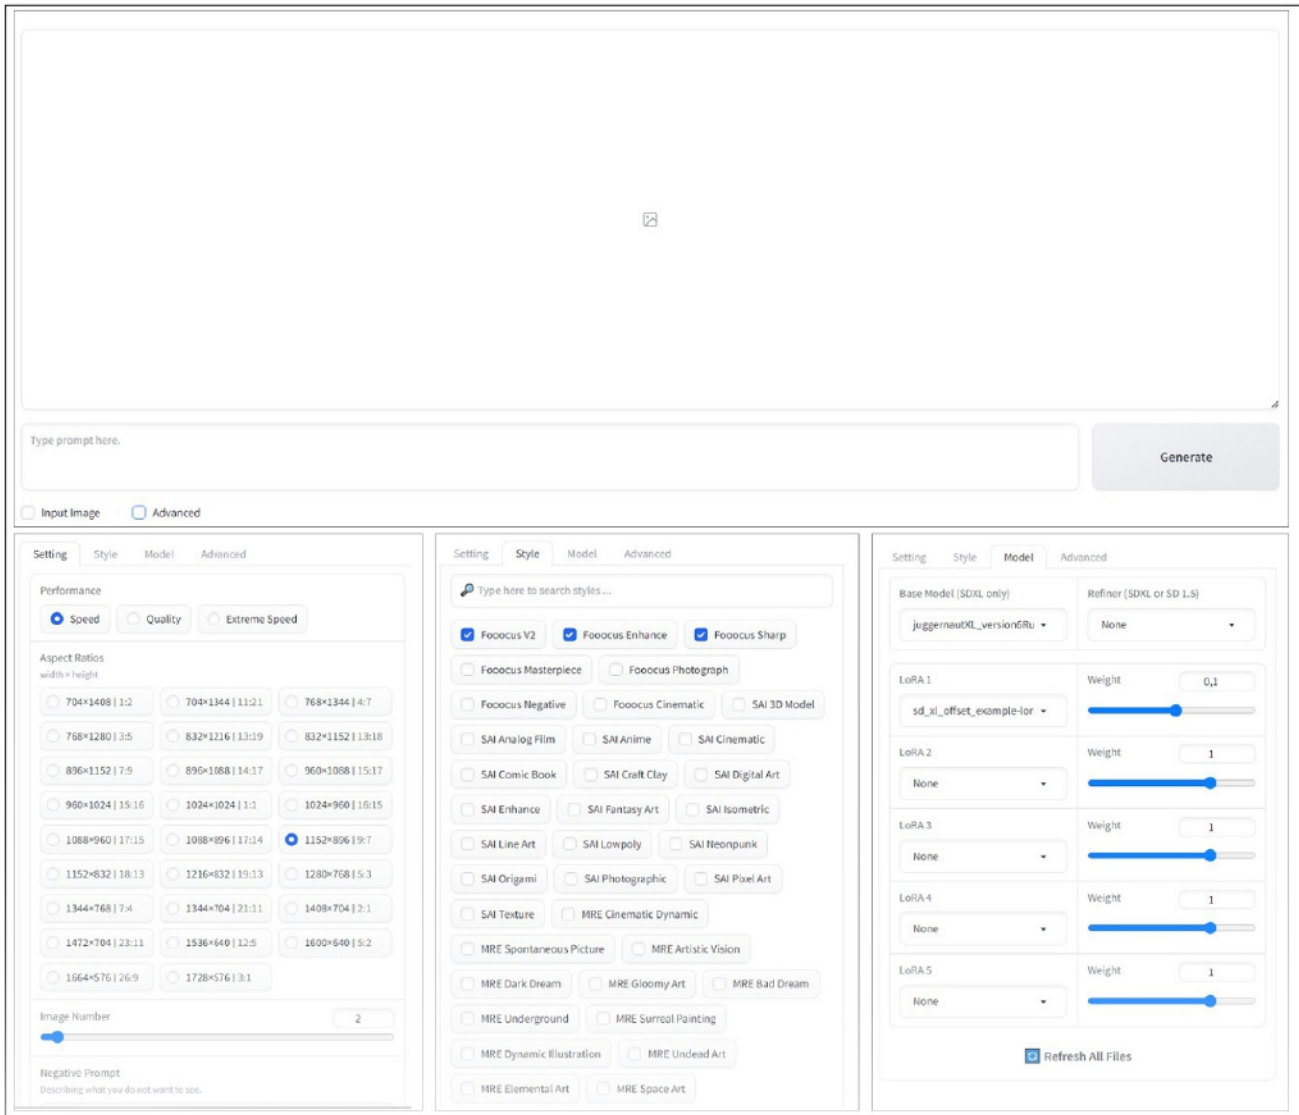 Type prompt here.
Generate
Input Image Advanced
Setting Style Model Advanced
Performance
Speed Quality Extreme Speed
Aspect Ratios
width × height
704×1408 | 1:2 704×1344 | 11:21 768×1344 | 4:7
768×1280 | 3:5 832×1216 | 13:19 832×1152 | 13:18
896×1152 | 7:9 896×1088 | 14:17 960×1088 | 15:17
960×1024 | 15:16 1024×1024 | 1:1 1024×960 | 16:15
1088×960 | 17:15 1088×896 | 17:14 1152×896 | 9:7
1152×832 | 18:13 1216×832 | 19:13 1280×768 | 5:3
1344×768 | 7:4 1344×704 | 21:11 1408×704 | 2:1
1472×704 | 23:11 1536×640 | 12:5 1600×640 | 5:2
1664×576 | 26:9 1728×576 | 3:1
Image Number 2
Negative Prompt
Describing what you do not want to see.
Setting Style Model Advanced
Type here to search styles ...
Fooocus V2 Fooocus Enhance Fooocus Sharp
Fooocus Masterpiece Fooocus Photograph
Fooocus Negative Fooocus Cinematic SAI 3D Model
SAI Analog Film SAI Anime SAI Cinematic
SAI Comic Book SAI Craft Clay SAI Digital Art
SAI Enhance SAI Fantasy Art SAI Isometric
SAI Line Art SAI Lowpoly SAI Neonpunk
SAI Origami SAI Photographic SAI Pixel Art
SAI Texture MRE Cinematic Dynamic
MRE Spontaneous Picture MRE Artistic Vision
MRE Dark Dream MRE Gloomy Art MRE Bad Dream
MRE Underground MRE Surreal Painting
MRE Dynamic Illustration MRE Undead Art
MRE Elemental Art MRE Space Art
Setting Style Model Advanced
Base Model (SDXL only) Refiner (SDXL or SD 1.5)
juggernautXL_version6Ru None
LoRA 1 Weight 0,1
sd_xl_offset_example-lor
LoRA 2 Weight 1
None
LoRA 3 Weight 1
None
LoRA 4 Weight 1
None
LoRA 5 Weight 1
None
Refresh All Files